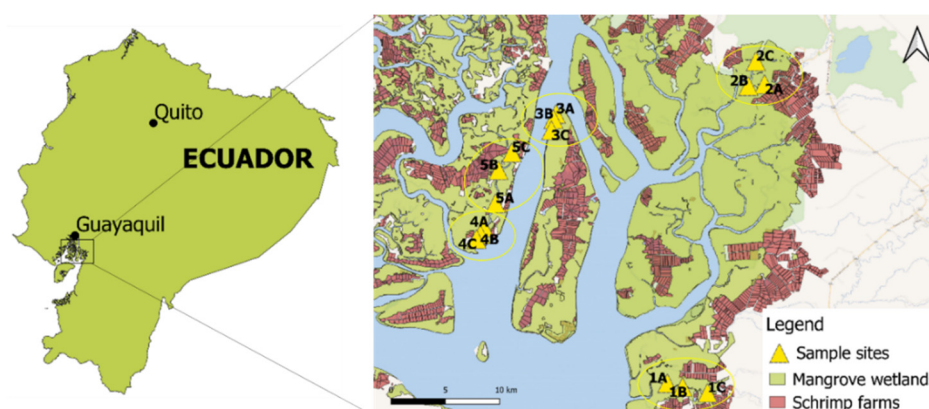 Quito
ECUADOR
Guayaquil
2C
2B
2A
3A
3B
3C
5C
5B
5A
4A
4B
4C
1A
1B
1C
0 5 10 km
Legend
Sample sites
Mangrove wetland
Schrimp farms